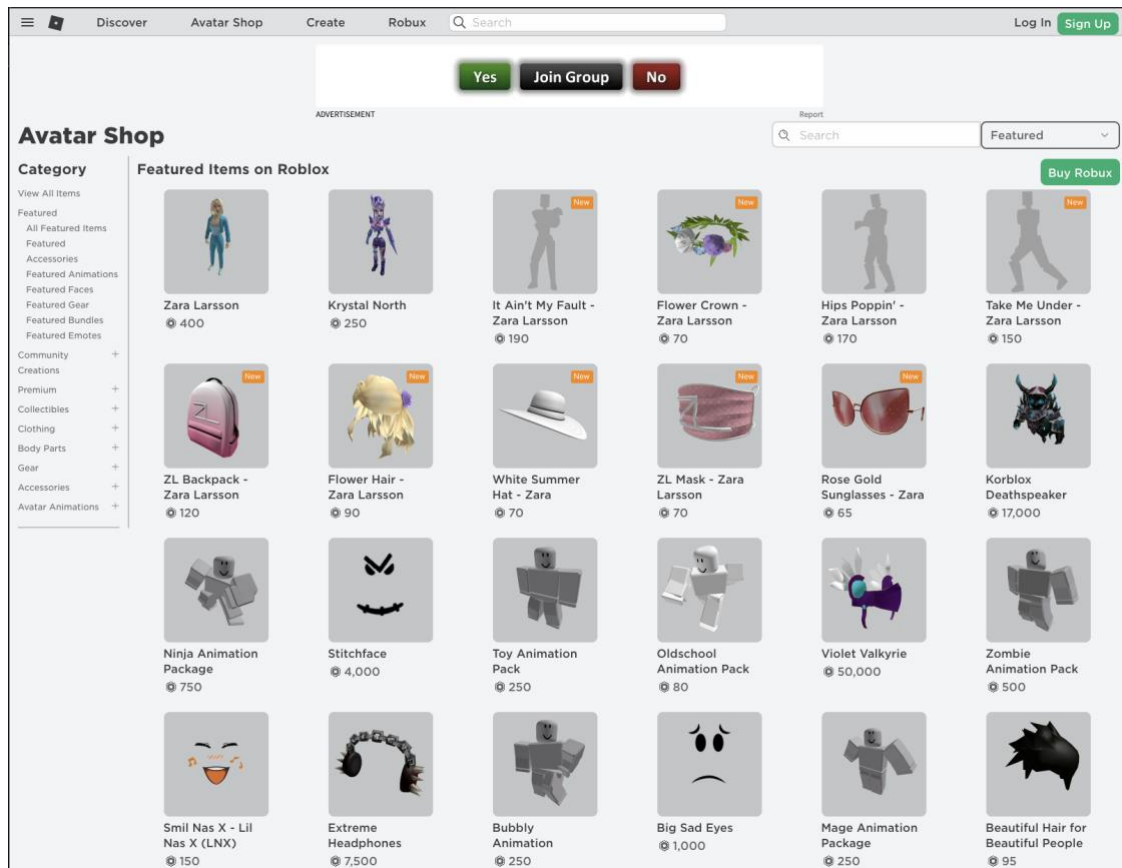 Discover Avatar Shop Create Robux Search Log In Sign Up
Yes Join Group No
ADVERTISEMENT Report
Avatar Shop
Search Featured
Category
View All Items
Featured
All Featured Items
Featured
Accessories
Featured Animations
Featured Faces
Featured Gear
Featured Bundles
Featured Emotes
Community +
Creations
Premium +
Collectibles +
Clothing +
Body Parts +
Gear +
Accessories +
Avatar Animations +
Featured Items on Roblox
Buy Robux
Zara Larsson
400
Krystal North
250
New
It Ain't My Fault -
Zara Larsson
190
New
Flower Crown -
Zara Larsson
70
Hips Poppin' -
Zara Larsson
170
New
Take Me Under -
Zara Larsson
150
New
ZL
ZL Backpack -
Zara Larsson
120
New
Flower Hair -
Zara Larsson
90
New
White Summer
Hat - Zara
70
New
ZL
ZL Mask - Zara
Larsson
70
New
Rose Gold
Sunglasses - Zara
65
Korblox
Deathspeaker
17,000
Ninja Animation
Package
750
Stitchface
4,000
Toy Animation
Pack
250
Oldschool
Animation Pack
80
Violet Valkyrie
50,000
Zombie
Animation Pack
500
Smil Nas X - Lil
Nas X (LNX)
150
Extreme
Headphones
7,500
Bubbly
Animation
250
Big Sad Eyes
1,000
Mage Animation
Package
250
Beautiful Hair for
Beautiful People
95